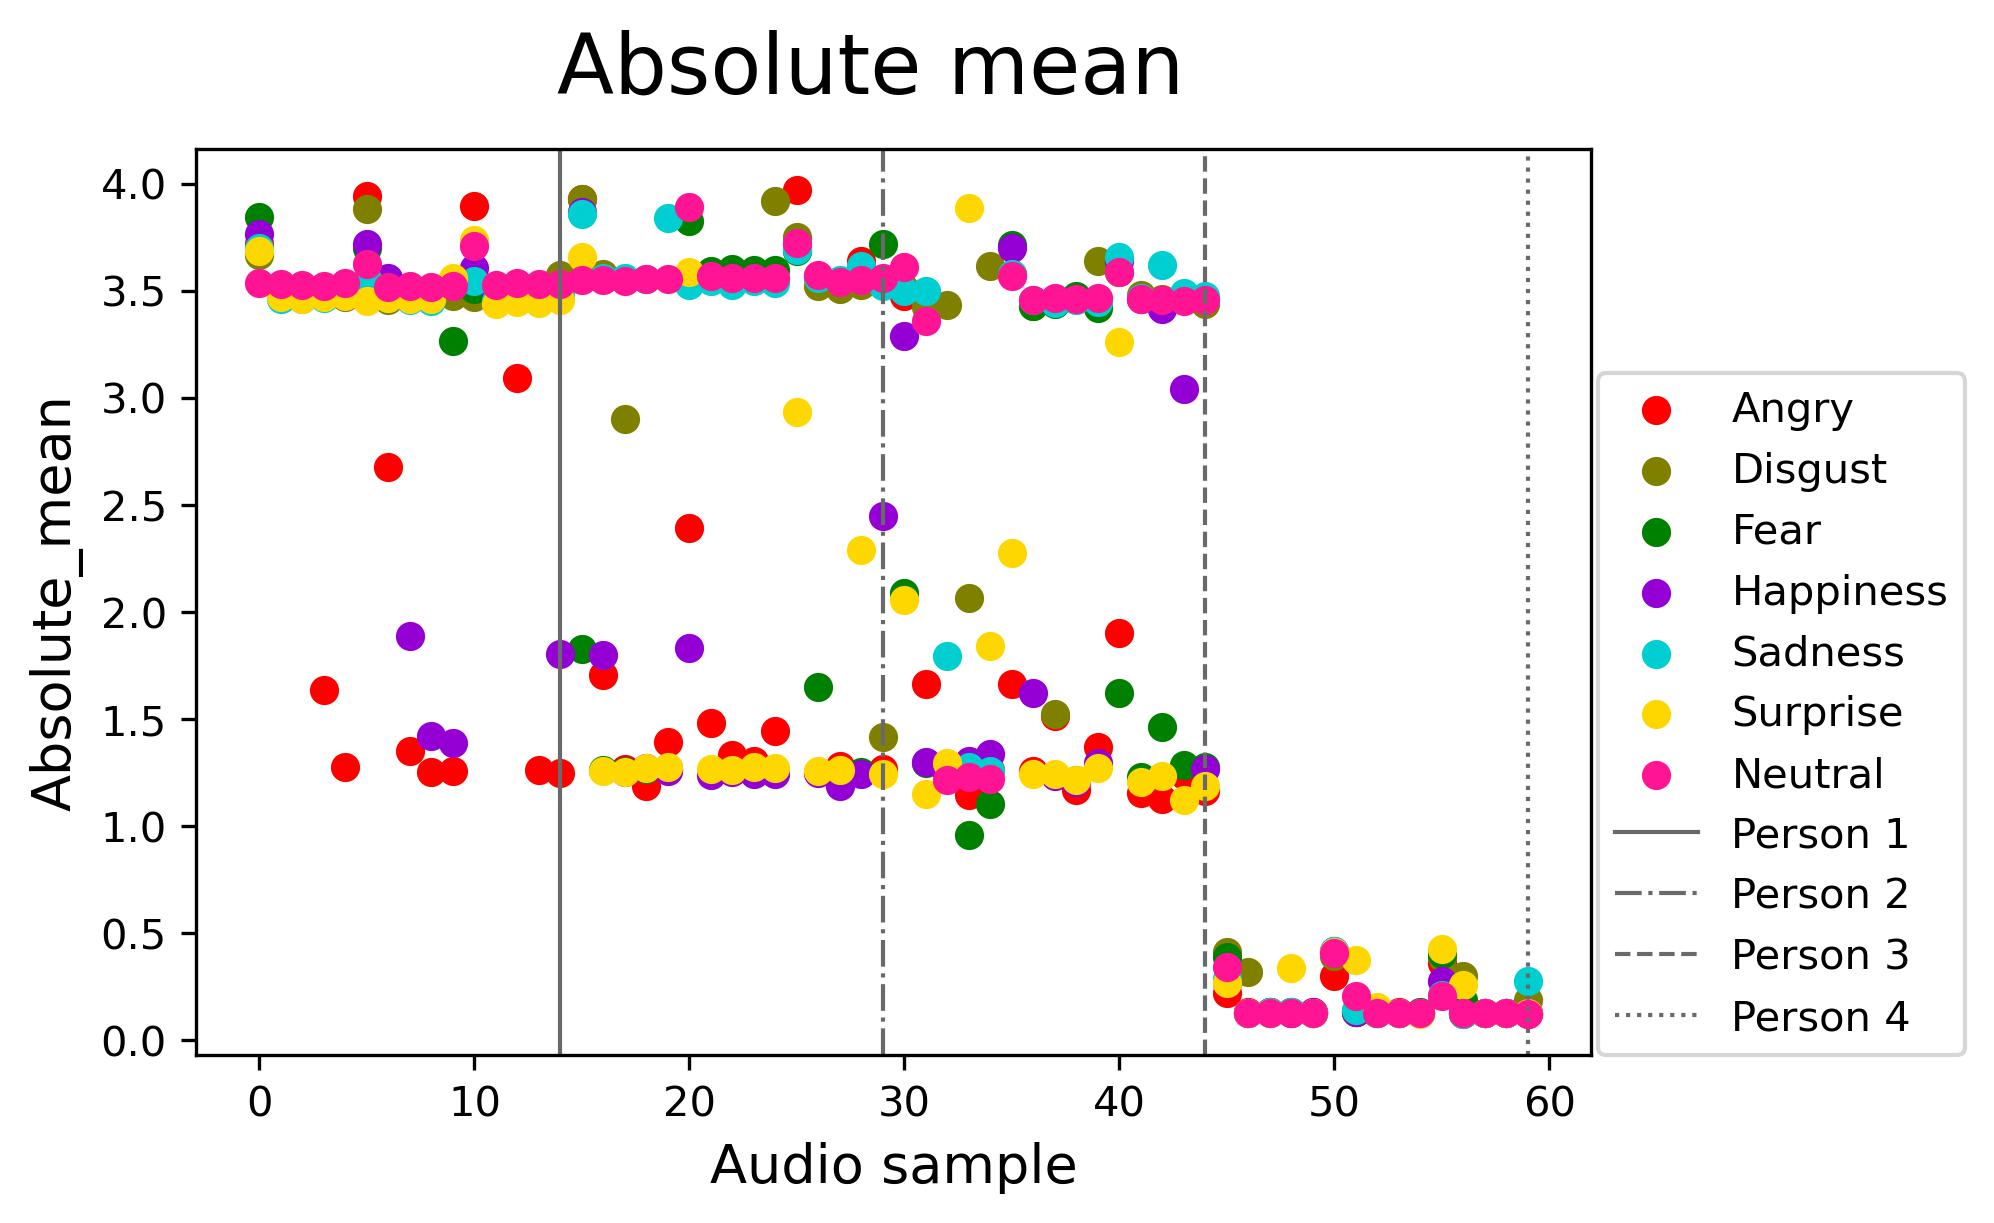 Absolute mean
Absolute_mean
4.0
3.5
3.0
2.5
2.0
1.5
1.0
0.5
0.0
0 10 20 30 40 50 60
Audio sample
Angry
Disgust
Fear
Happiness
Sadness
Surprise
Neutral
Person 1
Person 2
Person 3
Person 4